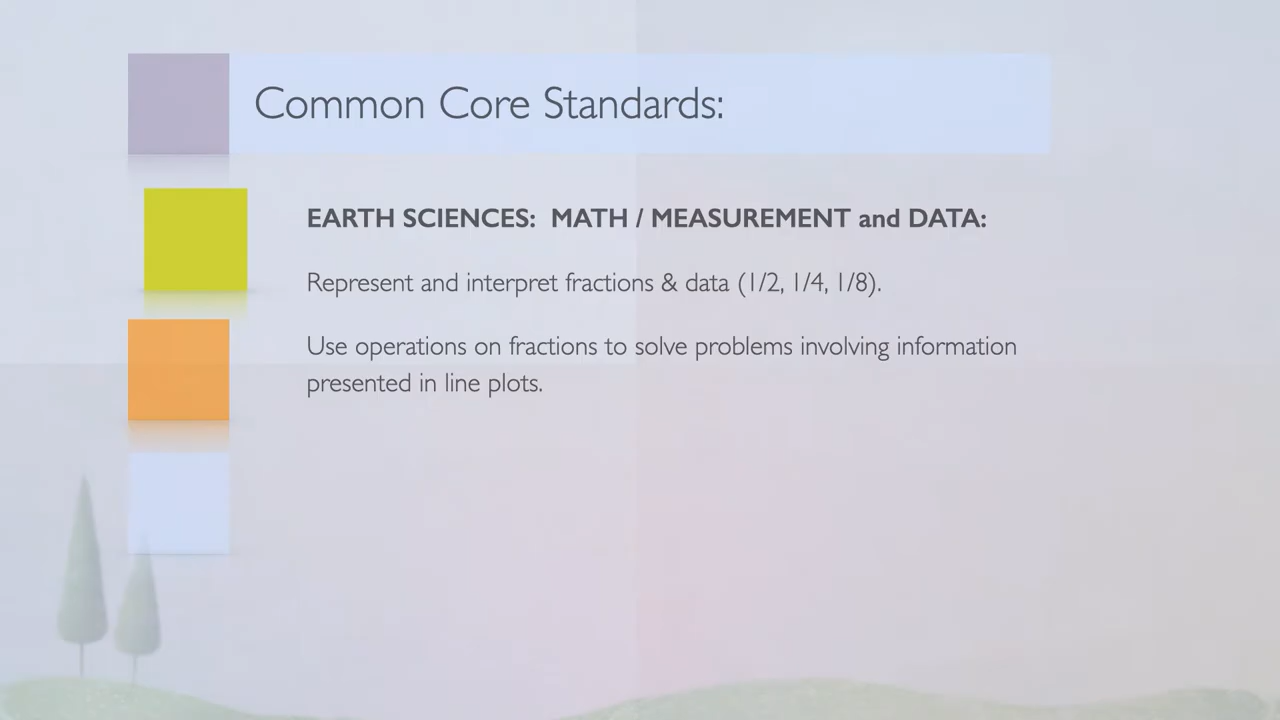 Common Core Standards:
EARTH SCIENCES:  MATH / MEASUREMENT and DATA:
Represent and interpret fractions & data (1/2, 1/4, 1/8).
Use operations on fractions to solve problems involving information
presented in line plots.